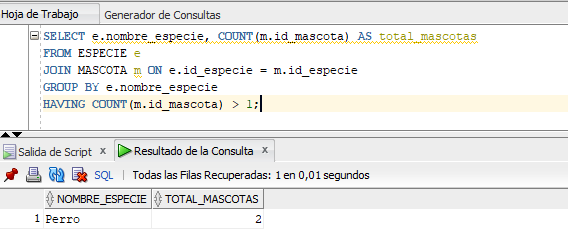 Hoja de Trabajo Generador de Consultas
SELECT e.nombre_especie, COUNT(m.id_mascota) AS total_mascotas
FROM ESPECIE e
JOIN MASCOTA m ON e.id_especie = m.id_especie
GROUP BY e.nombre_especie
HAVING COUNT(m.id_mascota) > 1;
Salida de Script x Resultado de la Consulta x
SQL | Todas las Filas Recuperadas: 1 en 0,01 segundos
NOMBRE_ESPECIE TOTAL_MASCOTAS
1 Perro 2